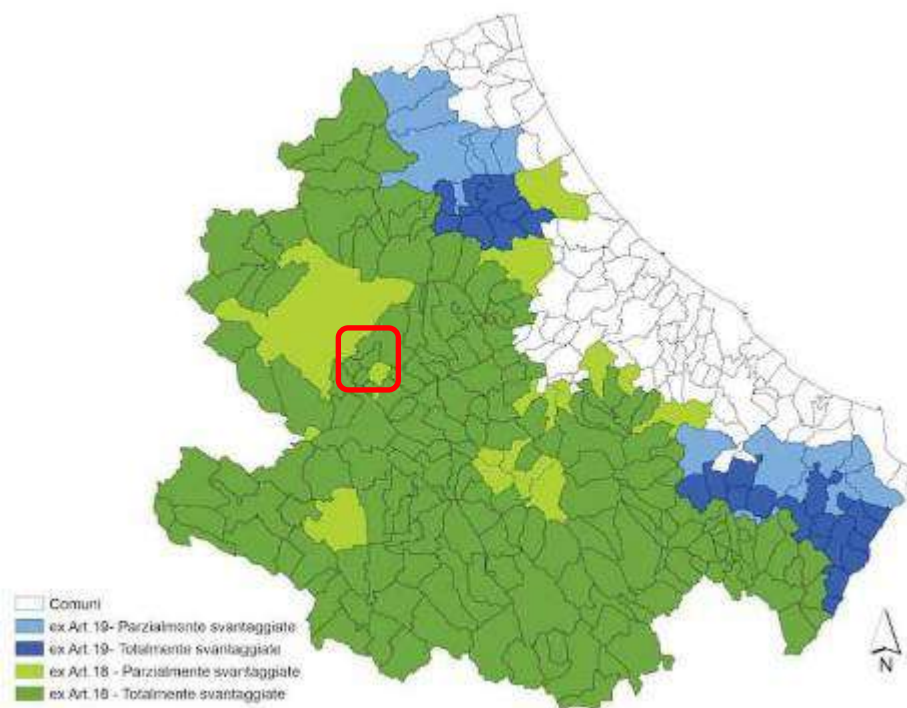 Comuni
ex Art.19- Parzialmente svantaggiate
ex Art.19- Totalmente svantaggiate
ex Art.18 - Parzialmente svantaggiate
ex Art.18 - Totalmente svantaggiate
N